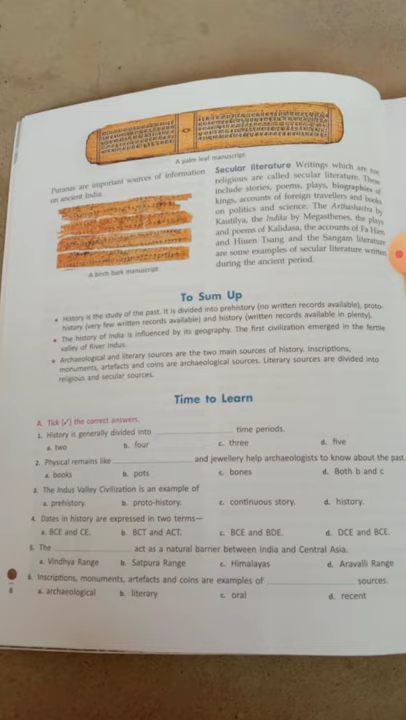 A palm leaf manuscript
Puranas are important sources of information
on ancient India.
A birch bark manuscript
Secular literature Writings which are not
religious are called secular literature. These
include stories, poems, plays, biographies of
kings, accounts of foreign travellers and books
on politics and science. The Arthashastra by
Kautilya, the Indika by Megasthenes, the plays
and poems of Kalidasa, the accounts of Fa Hien
and Hiuen Tsang and the Sangam literature
are some examples of secular literature written
during the ancient period.
To Sum Up
• History is the study of the past. It is divided into prehistory (no written records available), proto-
history (very few written records available) and history (written records available in plenty).
• The history of India is influenced by its geography. The first civilization emerged in the fertile
valley of River Indus.
• Archaeological and literary sources are the two main sources of history. Inscriptions,
monuments, artefacts and coins are archaeological sources. Literary sources are divided into
religious and secular sources.
Time to Learn
A. Tick (✓) the correct answers.
1. History is generally divided into ____________ time periods.
a. two b. four c. three d. five
2. Physical remains like ____________ and jewellery help archaeologists to know about the past.
a. books b. pots c. bones d. Both b and c
3. The Indus Valley Civilization is an example of
a. prehistory. b. proto-history. c. continuous story. d. history.
4. Dates in history are expressed in two terms—
a. BCE and CE. b. BCT and ACT. c. BCE and BDE. d. DCE and BCE.
5. The ____________ act as a natural barrier between India and Central Asia.
a. Vindhya Range b. Satpura Range c. Himalayas d. Aravalli Range
6. Inscriptions, monuments, artefacts and coins are examples of ____________ sources.
a. archaeological b. literary c. oral d. recent
8